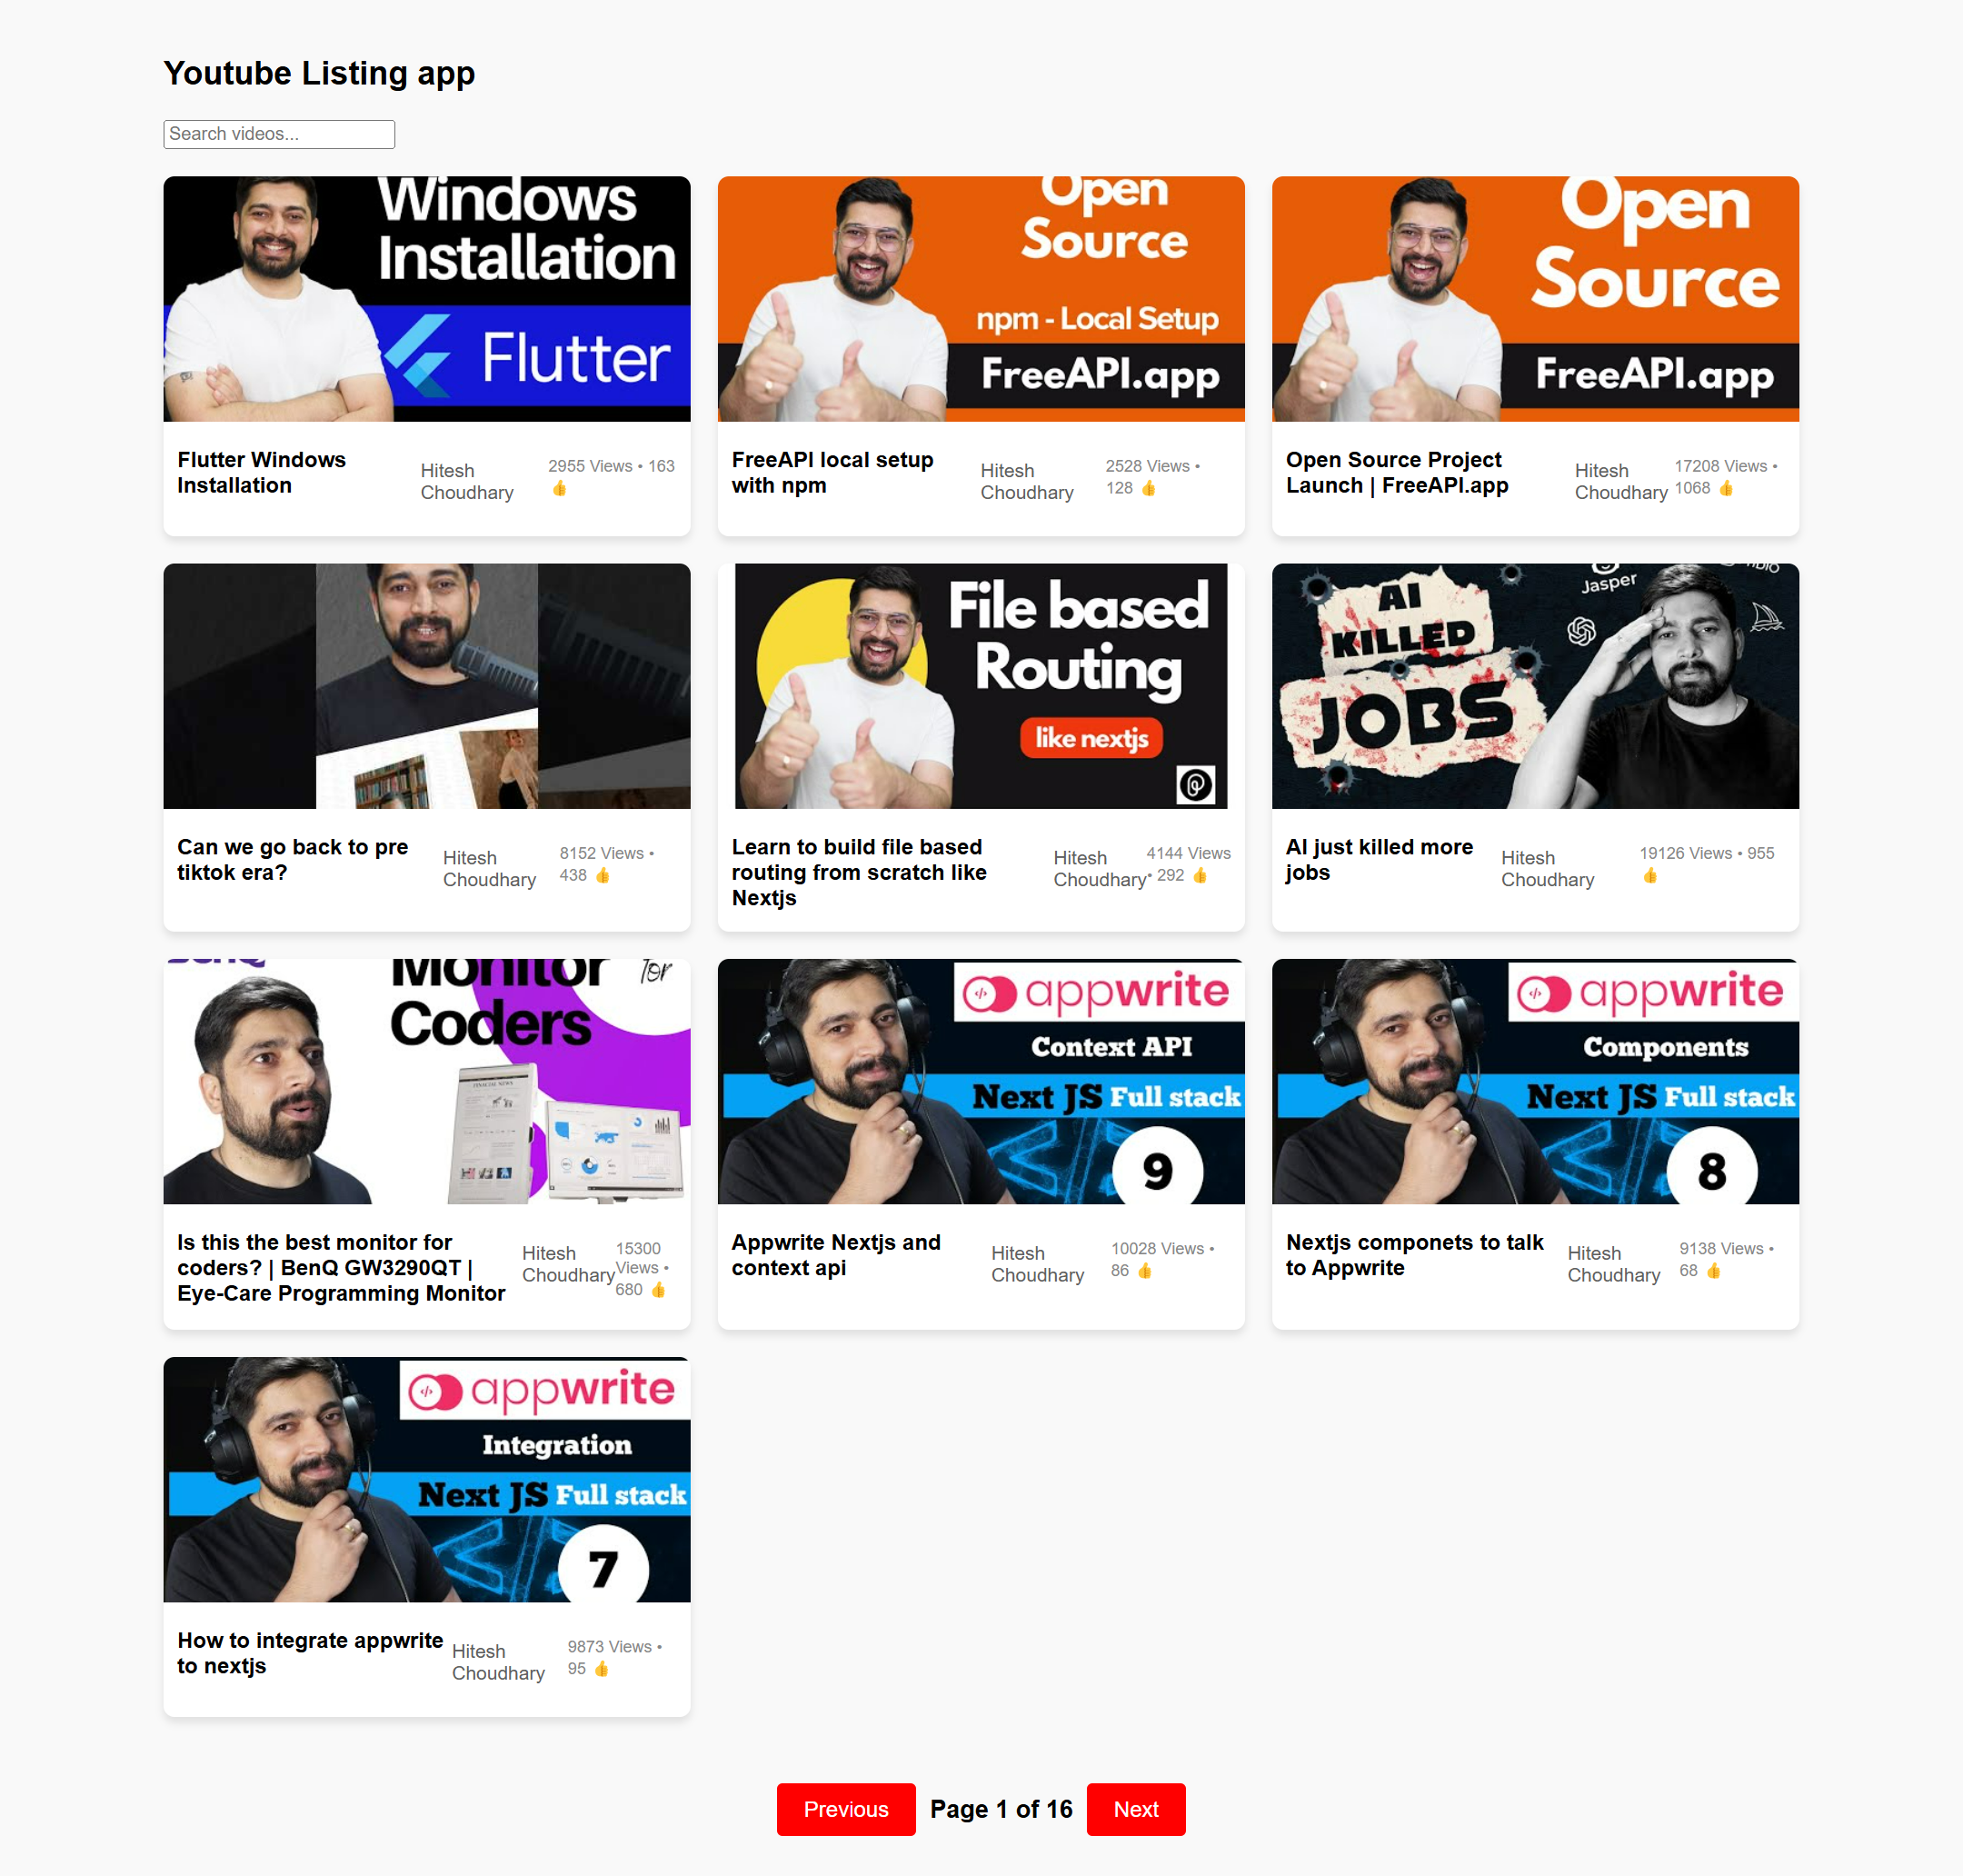 Youtube Listing app
Search videos...
Windows
Installation
Flutter
Flutter Windows
Installation
Hitesh
Choudhary
2955 Views • 163
👍
Open
Source
npm - Local Setup
FreeAPI.app
FreeAPI local setup
with npm
Hitesh
Choudhary
2528 Views •
128 👍
Open
Source
FreeAPI.app
Open Source Project
Launch | FreeAPI.app
Hitesh
Choudhary
17208 Views •
1068 👍
Can we go back to pre
tiktok era?
Hitesh
Choudhary
8152 Views •
438 👍
File based
Routing
like nextjs
Learn to build file based
routing from scratch like
Nextjs
Hitesh
Choudhary
4144 Views
• 292 👍
AI
KILLED
JOBS
Jasper
AI just killed more
jobs
Hitesh
Choudhary
19126 Views • 955
👍
BenQ
Monitor for
Coders
FINACIAL NEWS
Is this the best monitor for
coders? | BenQ GW3290QT |
Eye-Care Programming Monitor
Hitesh
Choudhary
15300
Views •
680 👍
appwrite
Context API
Next JS Full stack
9
Appwrite Nextjs and
context api
Hitesh
Choudhary
10028 Views •
86 👍
appwrite
Components
Next JS Full stack
8
Nextjs componets to talk
to Appwrite
Hitesh
Choudhary
9138 Views •
68 👍
appwrite
Integration
Next JS Full stack
7
How to integrate appwrite
to nextjs
Hitesh
Choudhary
9873 Views •
95 👍
Previous
Page 1 of 16
Next